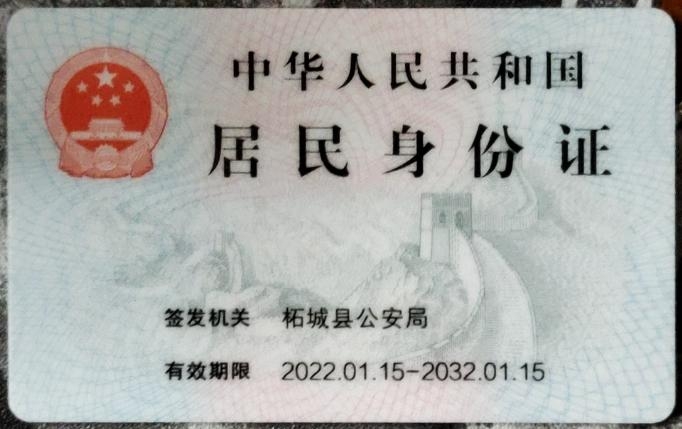 中华人民共和国
居民身份证
签发机关 柘城县公安局
有效期限 2022.01.15-2032.01.15